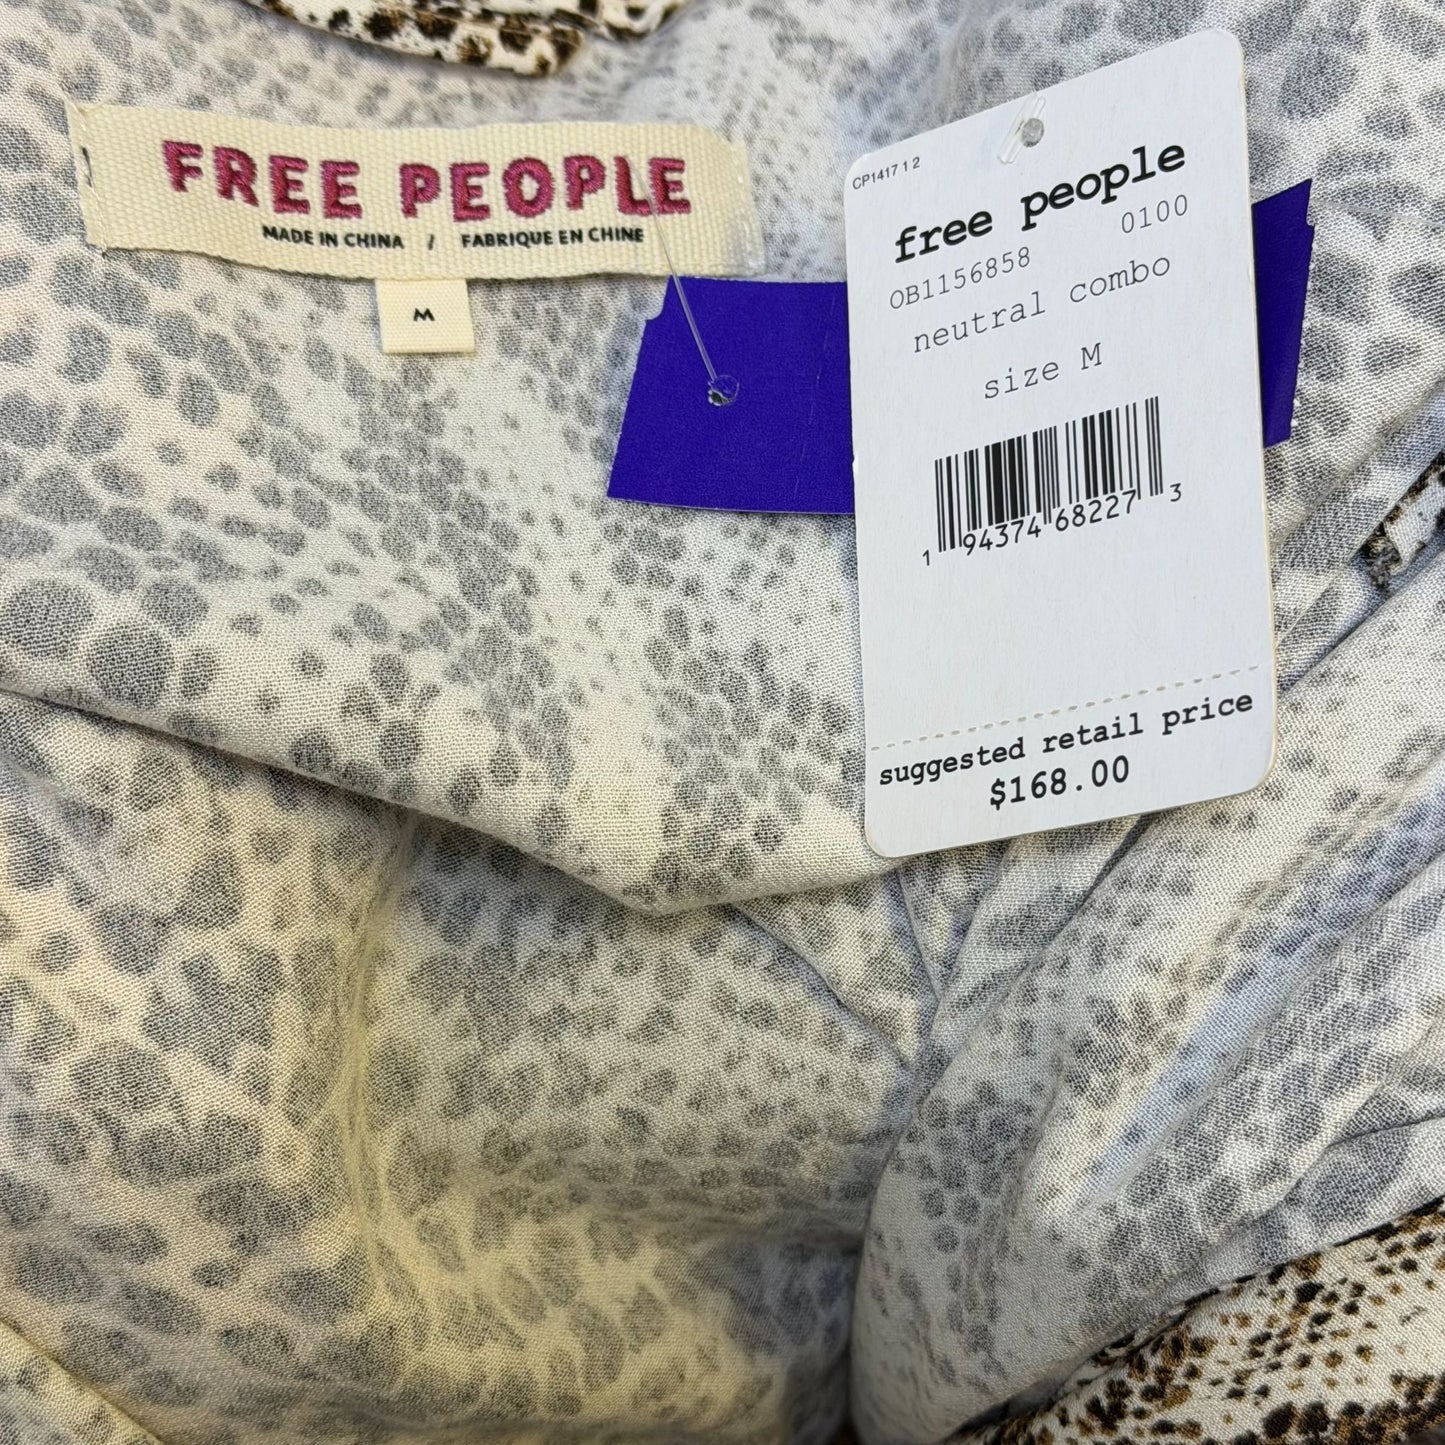 FREE PEOPLE
MADE IN CHINA / FABRIQUE EN CHINE
M
CP1417 1 2
free people
OB1156858 0100
neutral combo
size M
1 94374 68227 3
suggested retail price
$168.00